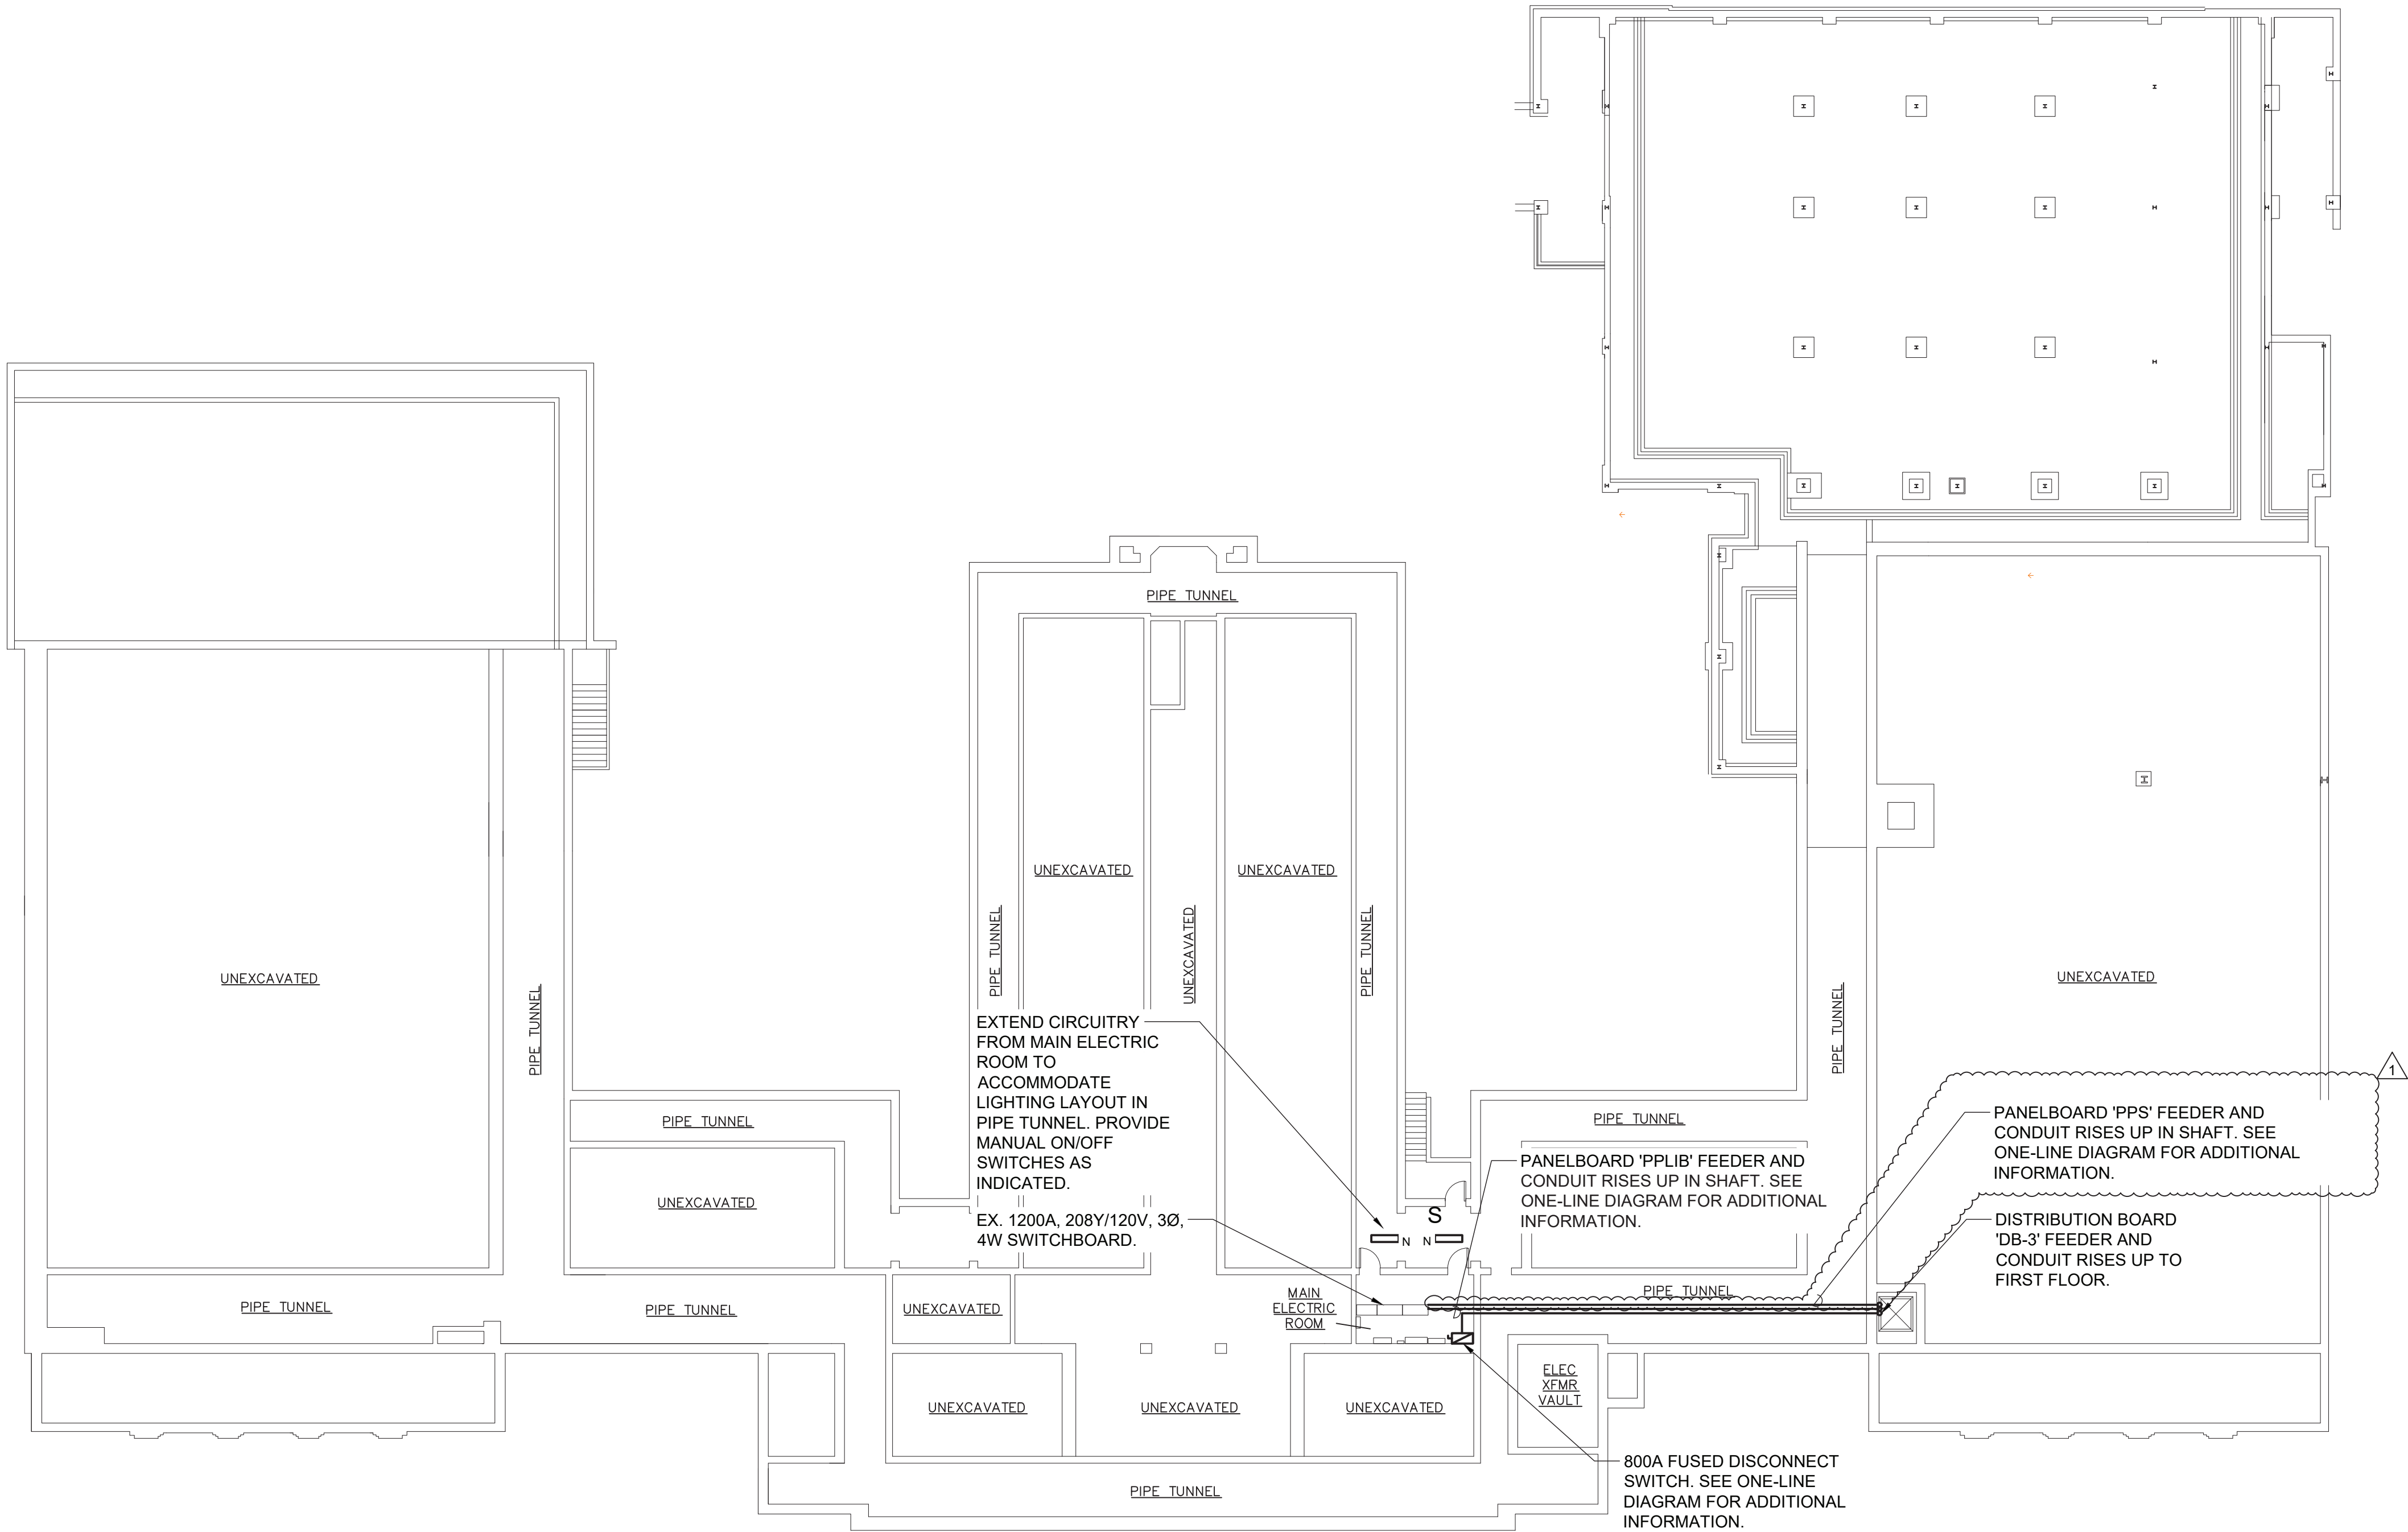 PIPE TUNNEL
UNEXCAVATED
UNEXCAVATED
PIPE TUNNEL
UNEXCAVATED
PIPE TUNNEL
UNEXCAVATED
PIPE TUNNEL
PIPE TUNNEL
UNEXCAVATED
UNEXCAVATED
EXTEND CIRCUITRY
FROM MAIN ELECTRIC
ROOM TO
ACCOMMODATE
LIGHTING LAYOUT IN
PIPE TUNNEL. PROVIDE
MANUAL ON/OFF
SWITCHES AS
INDICATED.
1
PANELBOARD 'PPS' FEEDER AND
CONDUIT RISES UP IN SHAFT. SEE
ONE-LINE DIAGRAM FOR ADDITIONAL
INFORMATION.
PIPE TUNNEL
PIPE TUNNEL
PANELBOARD 'PPLIB' FEEDER AND
CONDUIT RISES UP IN SHAFT. SEE
ONE-LINE DIAGRAM FOR ADDITIONAL
INFORMATION.
UNEXCAVATED
EX. 1200A, 208Y/120V, 3Ø,
4W SWITCHBOARD.
S
N N
DISTRIBUTION BOARD
'DB-3' FEEDER AND
CONDUIT RISES UP TO
FIRST FLOOR.
PIPE TUNNEL
PIPE TUNNEL
PIPE TUNNEL
UNEXCAVATED
MAIN
ELECTRIC
ROOM
PIPE TUNNEL
UNEXCAVATED
UNEXCAVATED
UNEXCAVATED
ELEC
XFMR
VAULT
800A FUSED DISCONNECT
SWITCH. SEE ONE-LINE
DIAGRAM FOR ADDITIONAL
INFORMATION.
PIPE TUNNEL